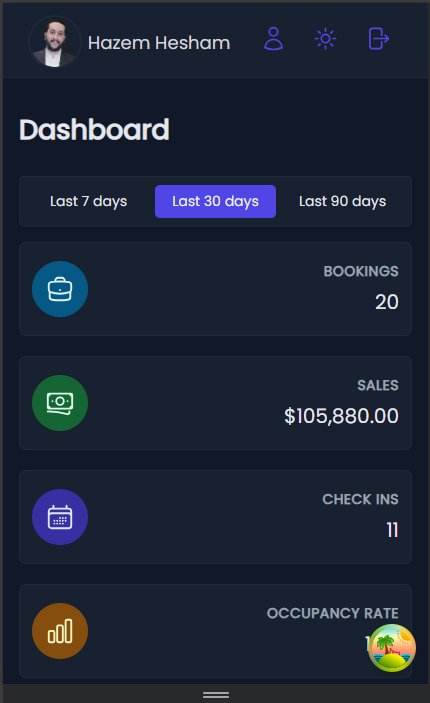 Hazem Hesham
Dashboard
Last 7 days
Last 30 days
Last 90 days
BOOKINGS
20
SALES
$105,880.00
CHECK INS
11
OCCUPANCY RATE